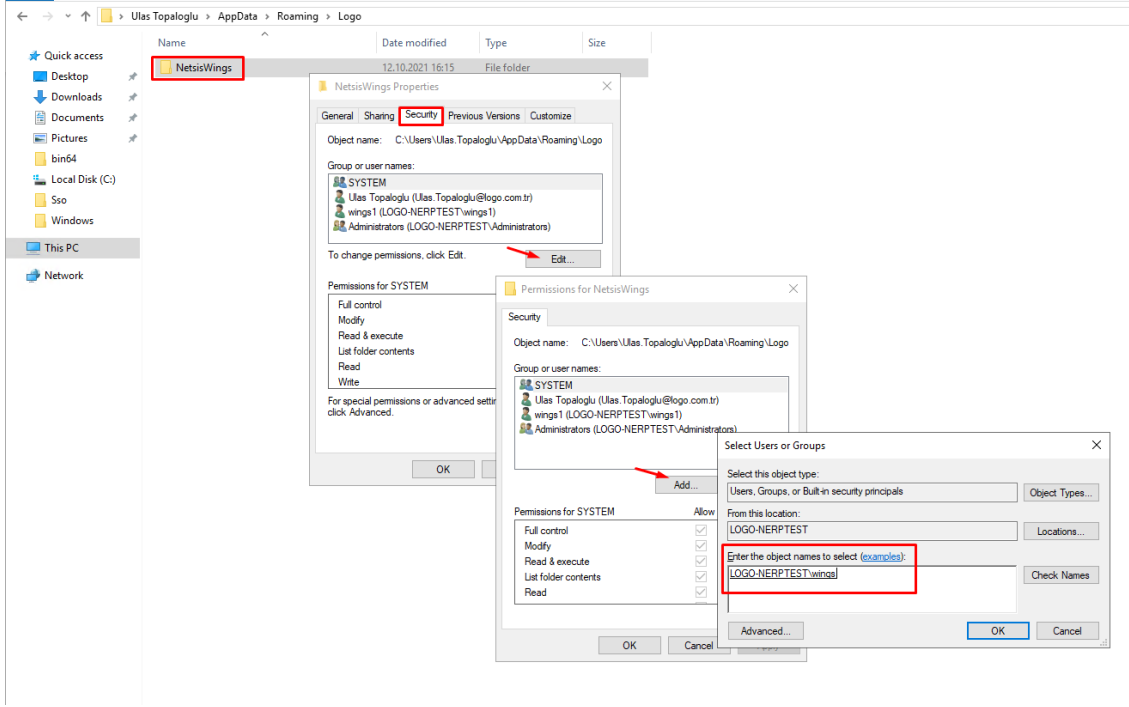 Ulas Topaloglu > AppData > Roaming > Logo
Name Date modified Type Size
Quick access
Desktop
Downloads
Documents
Pictures
bin64
Local Disk (C:)
Sso
Windows
This PC
Network
NetsisWings 12.10.2021 16:15 File folder
NetsisWings Properties
General Sharing Security Previous Versions Customize
Object name: C:\Users\Ulas.Topaloglu\AppData\Roaming\Logo
Group or user names:
SYSTEM
Ulas Topaloglu (Ulas.Topaloglu@logo.com.tr)
wings1 (LOGO-NERPTEST\wings1)
Administrators (LOGO-NERPTEST\Administrators)
To change permissions, click Edit.
Edit...
Permissions for SYSTEM
Full control
Modify
Read & execute
List folder contents
Read
Write
For special permissions or advanced
click Advanced.
OK
Permissions for NetsisWings
Security
Object name: C:\Users\Ulas.Topaloglu\AppData\Roaming\Logo
Group or user names:
SYSTEM
Ulas Topaloglu (Ulas.Topaloglu@logo.com.tr)
wings1 (LOGO-NERPTEST\wings1)
Administrators (LOGO-NERPTEST\Administrators)
Add...
Permissions for SYSTEM Allow
Full control
Modify
Read & execute
List folder contents
Read
OK Cancel
Select Users or Groups
Select this object type:
Users, Groups, or Built-in security principals
Object Types...
From this location:
LOGO-NERPTEST
Locations...
Enter the object names to select (examples):
LOGO-NERPTEST\wings
Check Names
Advanced...
OK Cancel